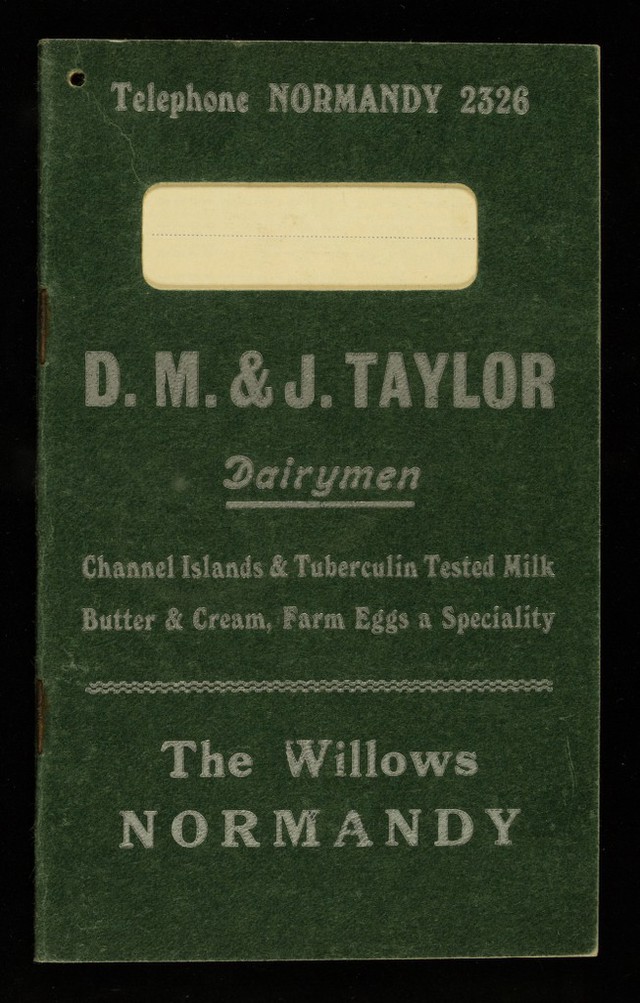 Telephone NORMANDY 2326
D. M. & J. TAYLOR
Dairymen
Channel Islands & Tuberculin Tested Milk
Butter & Cream, Farm Eggs a Speciality
The Willows
NORMANDY